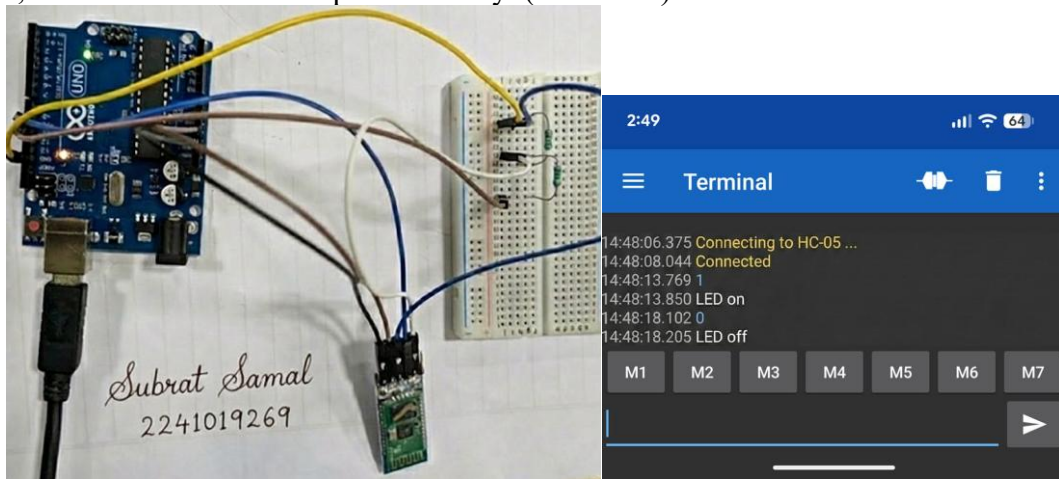 UNO
Subrat Samal
2241019269
2:49
64
Terminal
14:48:06.375 Connecting to HC-05 ...
14:48:08.044 Connected
14:48:13.769 1
14:48:13.850 LED on
14:48:18.102 0
14:48:18.205 LED off
M1 M2 M3 M4 M5 M6 M7